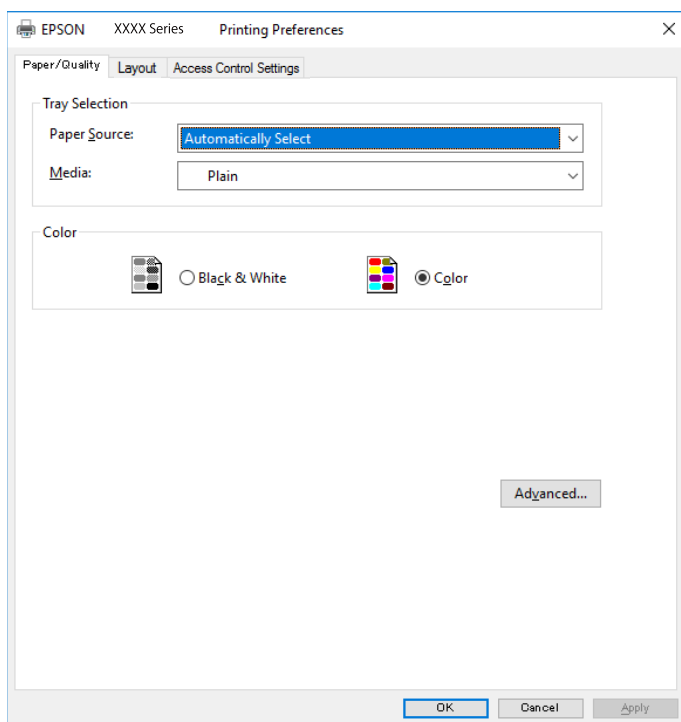 EPSON XXXX Series Printing Preferences
Paper/Quality Layout Access Control Settings
Tray Selection
Paper Source: Automatically Select
Media: Plain
Color
Black & White Color
Advanced...
OK Cancel Apply